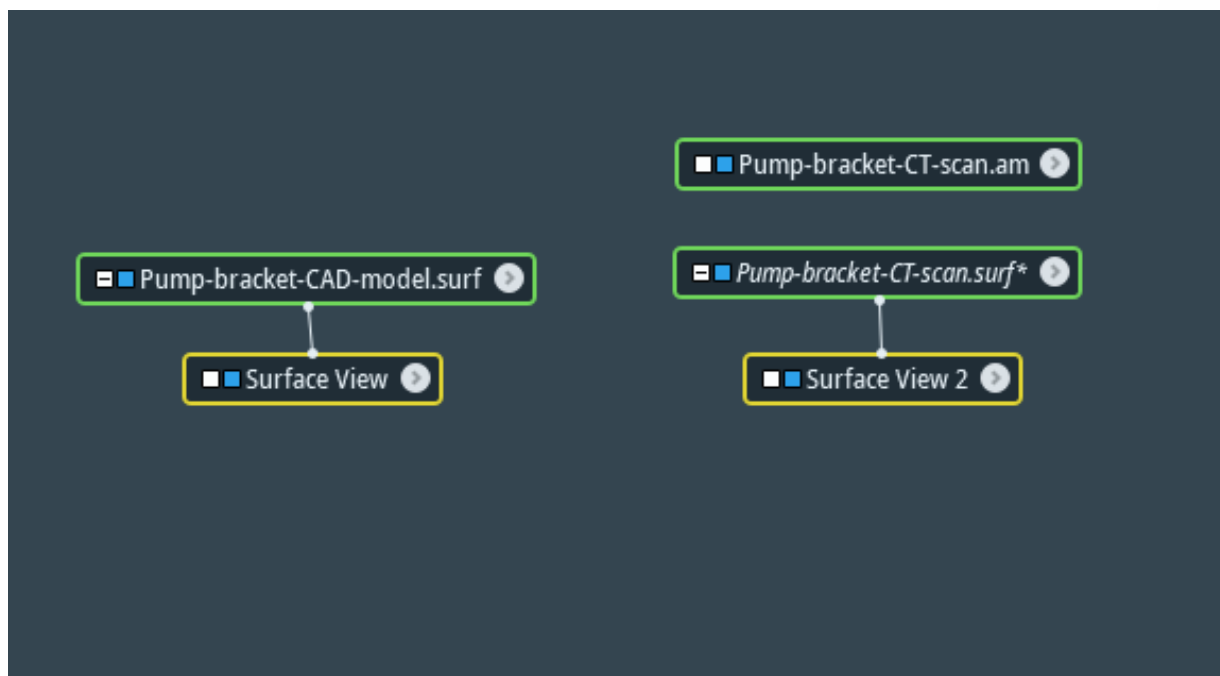 Pump-bracket-CT-scan.am
Pump-bracket-CAD-model.surf
Pump-bracket-CT-scan.surf*
Surface View
Surface View 2